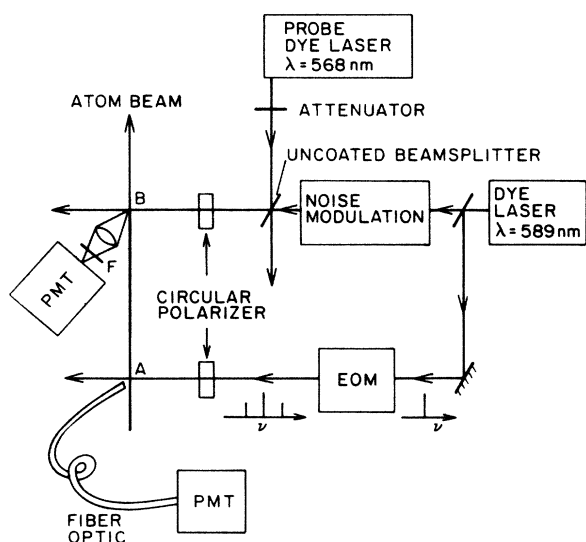 PROBE
DYE LASER
λ = 568 nm
ATOM BEAM
ATTENUATOR
UNCOATED BEAMSPLITTER
B
NOISE
MODULATION
DYE
LASER
λ = 589 nm
F
PMT
CIRCULAR
POLARIZER
A
EOM
ν
ν
PMT
FIBER
OPTIC